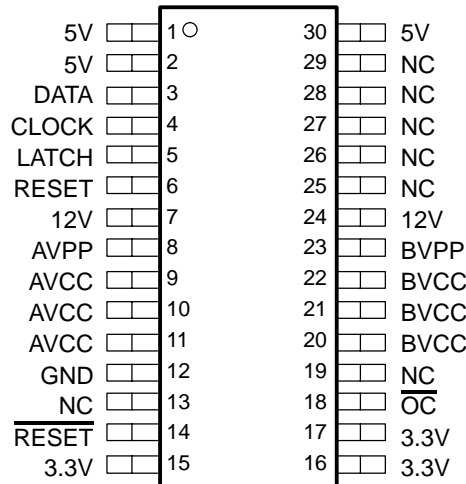 5V 1 30 5V
5V 2 29 NC
DATA 3 28 NC
CLOCK 4 27 NC
LATCH 5 26 NC
RESET 6 25 NC
12V 7 24 12V
AVPP 8 23 BVPP
AVCC 9 22 BVCC
AVCC 10 21 BVCC
AVCC 11 20 BVCC
GND 12 19 NC
NC 13 18 O̅C̅
R̅E̅S̅E̅T̅ 14 17 3.3V
3.3V 15 16 3.3V